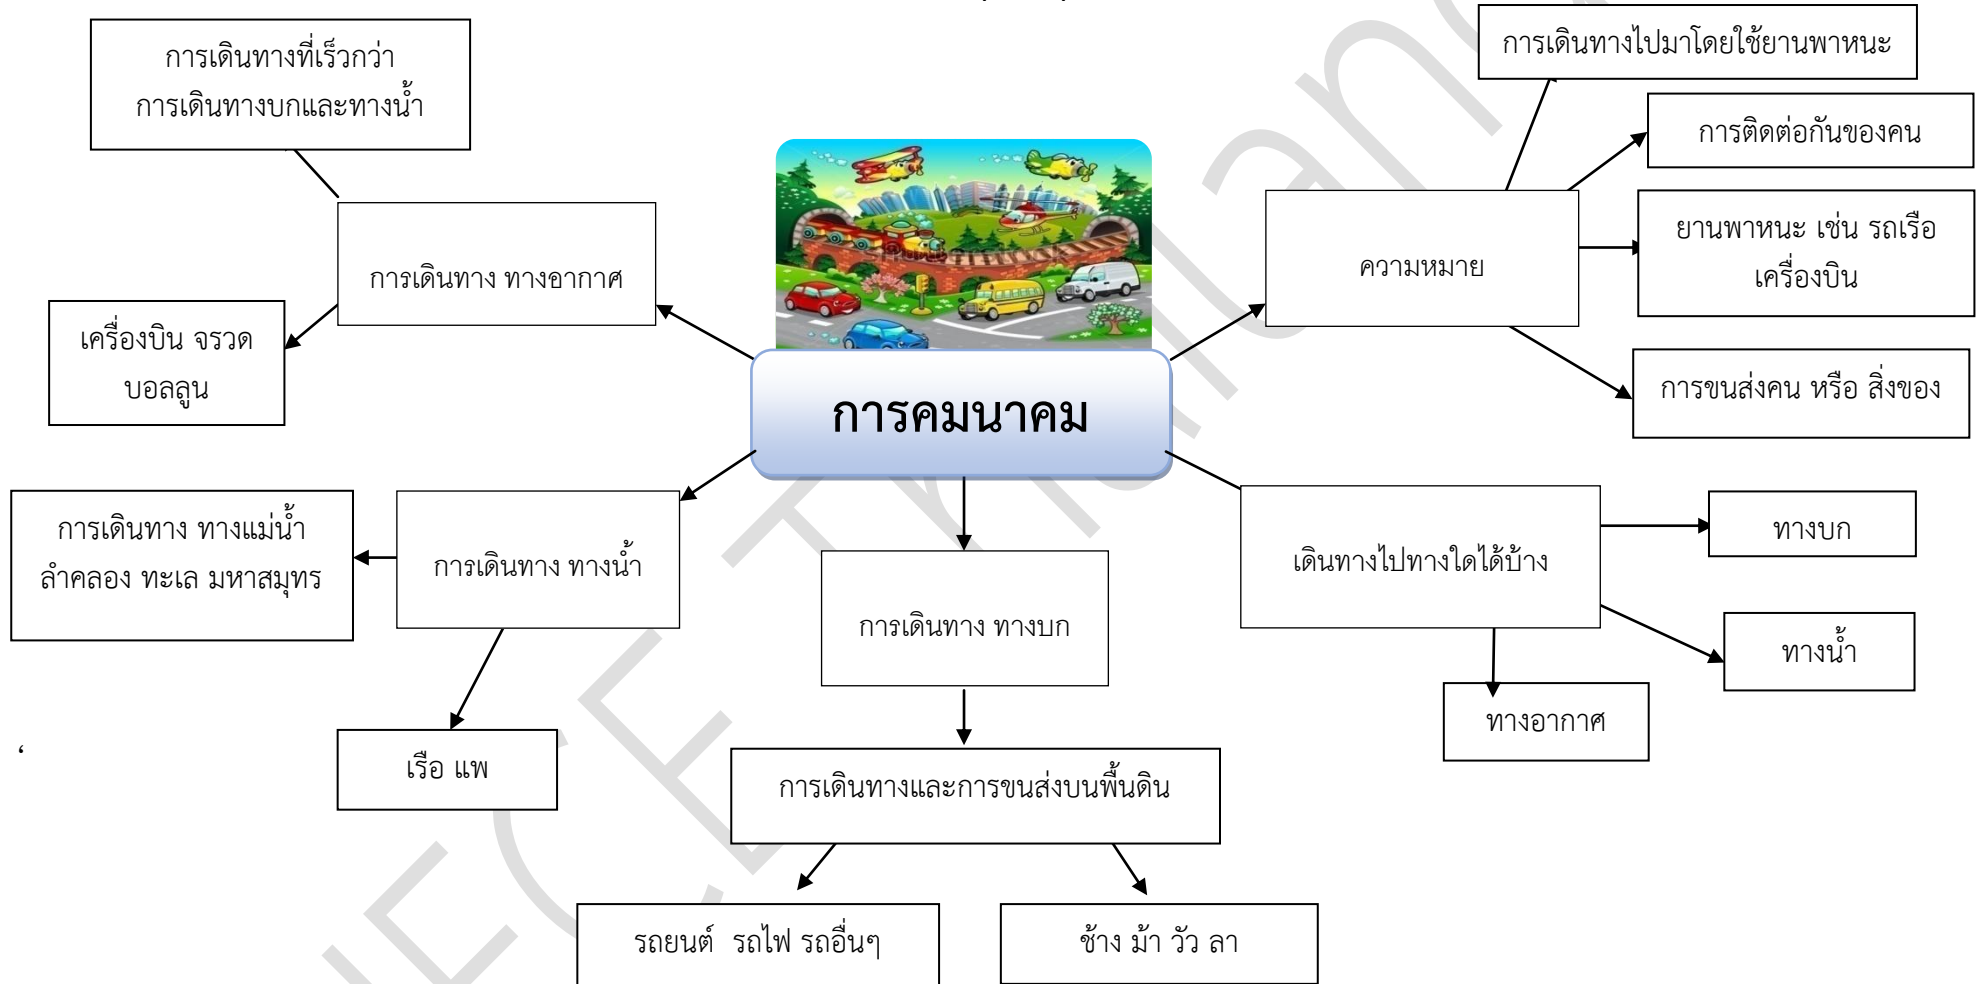 การเดินทางที่เร็วกว่า
การเดินทางบกและทางน้ำ
การเดินทางไปมาโดยใช้ยานพาหนะ
การติดต่อกันของคน
ยานพาหนะ เช่น รถเรือ
เครื่องบิน
ความหมาย
การเดินทาง ทางอากาศ
เครื่องบิน จรวด
บอลลูน
การขนส่งคน หรือ สิ่งของ
การคมนาคม
การเดินทาง ทางแม่น้ำ
ลำคลอง ทะเล มหาสมุทร
การเดินทาง ทางน้ำ
การเดินทาง ทางบก
เดินทางไปทางใดได้บ้าง
ทางบก
ทางน้ำ
ทางอากาศ
‘
เรือ แพ
การเดินทางและการขนส่งบนพื้นดิน
รถยนต์ รถไฟ รถอื่นๆ
ช้าง ม้า วัว ลา